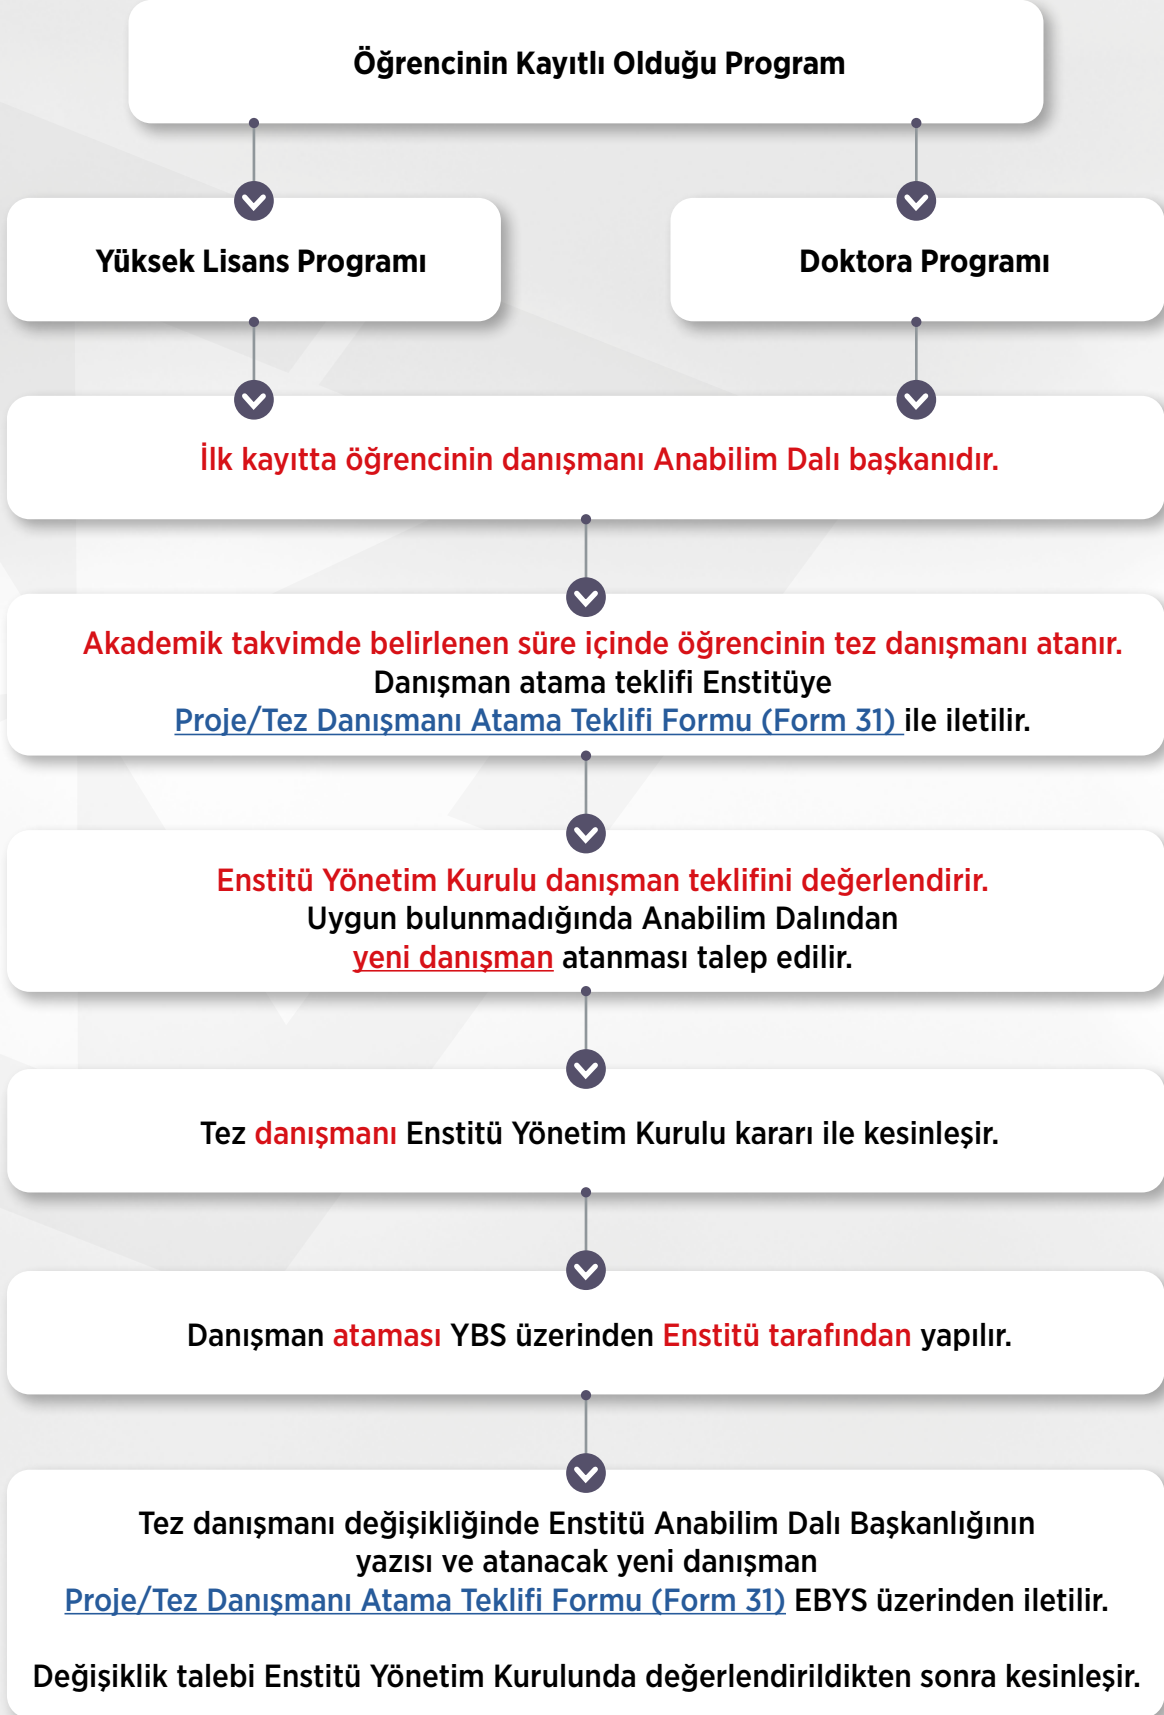 Öğrencinin Kayıtlı Olduğu Program
Yüksek Lisans Programı
Doktora Programı
İlk kayıtta öğrencinin danışmanı Anabilim Dalı başkanıdır.
Akademik takvimde belirlenen süre içinde öğrencinin tez danışmanı atanır.
Danışman atama teklifi Enstitüye
Proje/Tez Danışmanı Atama Teklifi Formu (Form 31) ile iletilir.
Enstitü Yönetim Kurulu danışman teklifini değerlendirir.
Uygun bulunmadığında Anabilim Dalından
yeni danışman atanması talep edilir.
Tez danışmanı Enstitü Yönetim Kurulu kararı ile kesinleşir.
Danışman ataması YBS üzerinden Enstitü tarafından yapılır.
Tez danışmanı değişikliğinde Enstitü Anabilim Dalı Başkanlığının
yazısı ve atanacak yeni danışman
Proje/Tez Danışmanı Atama Teklifi Formu (Form 31) EBYS üzerinden iletilir.
Değişiklik talebi Enstitü Yönetim Kurulunda değerlendirildikten sonra kesinleşir.